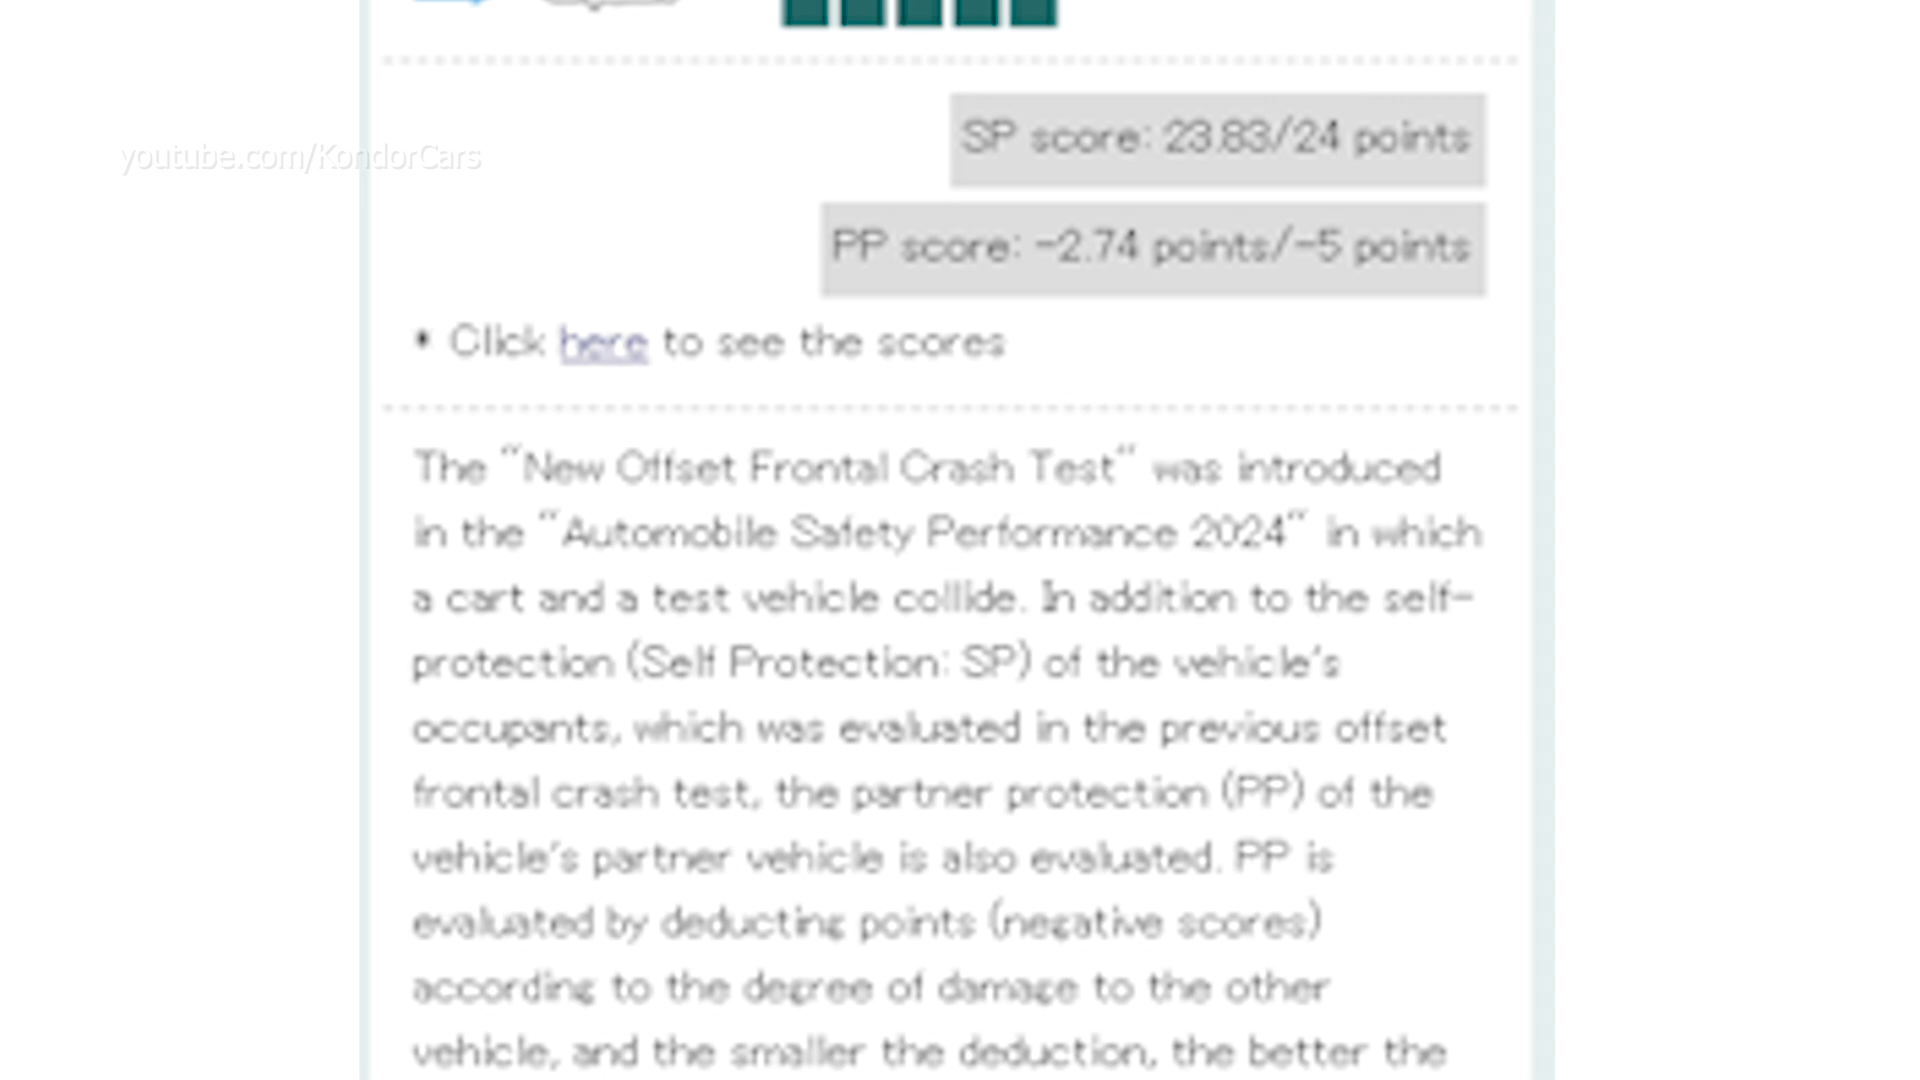 SP score: 23.83/24 points
youtube.com/KondorCars
PP score: -2.74 points/-5 points
* Click here to see the scores
The "New Offset Frontal Crash Test" was introduced
in the "Automobile Safety Performance 2024" in which
a cart and a test vehicle collide. In addition to the self-
protection (Self Protection: SP) of the vehicle's
occupants, which was evaluated in the previous offset
frontal crash test, the partner protection (PP) of the
vehicle's partner vehicle is also evaluated. PP is
evaluated by deducting points (negative scores)
according to the degree of damage to the other
vehicle, and the smaller the deduction, the better the